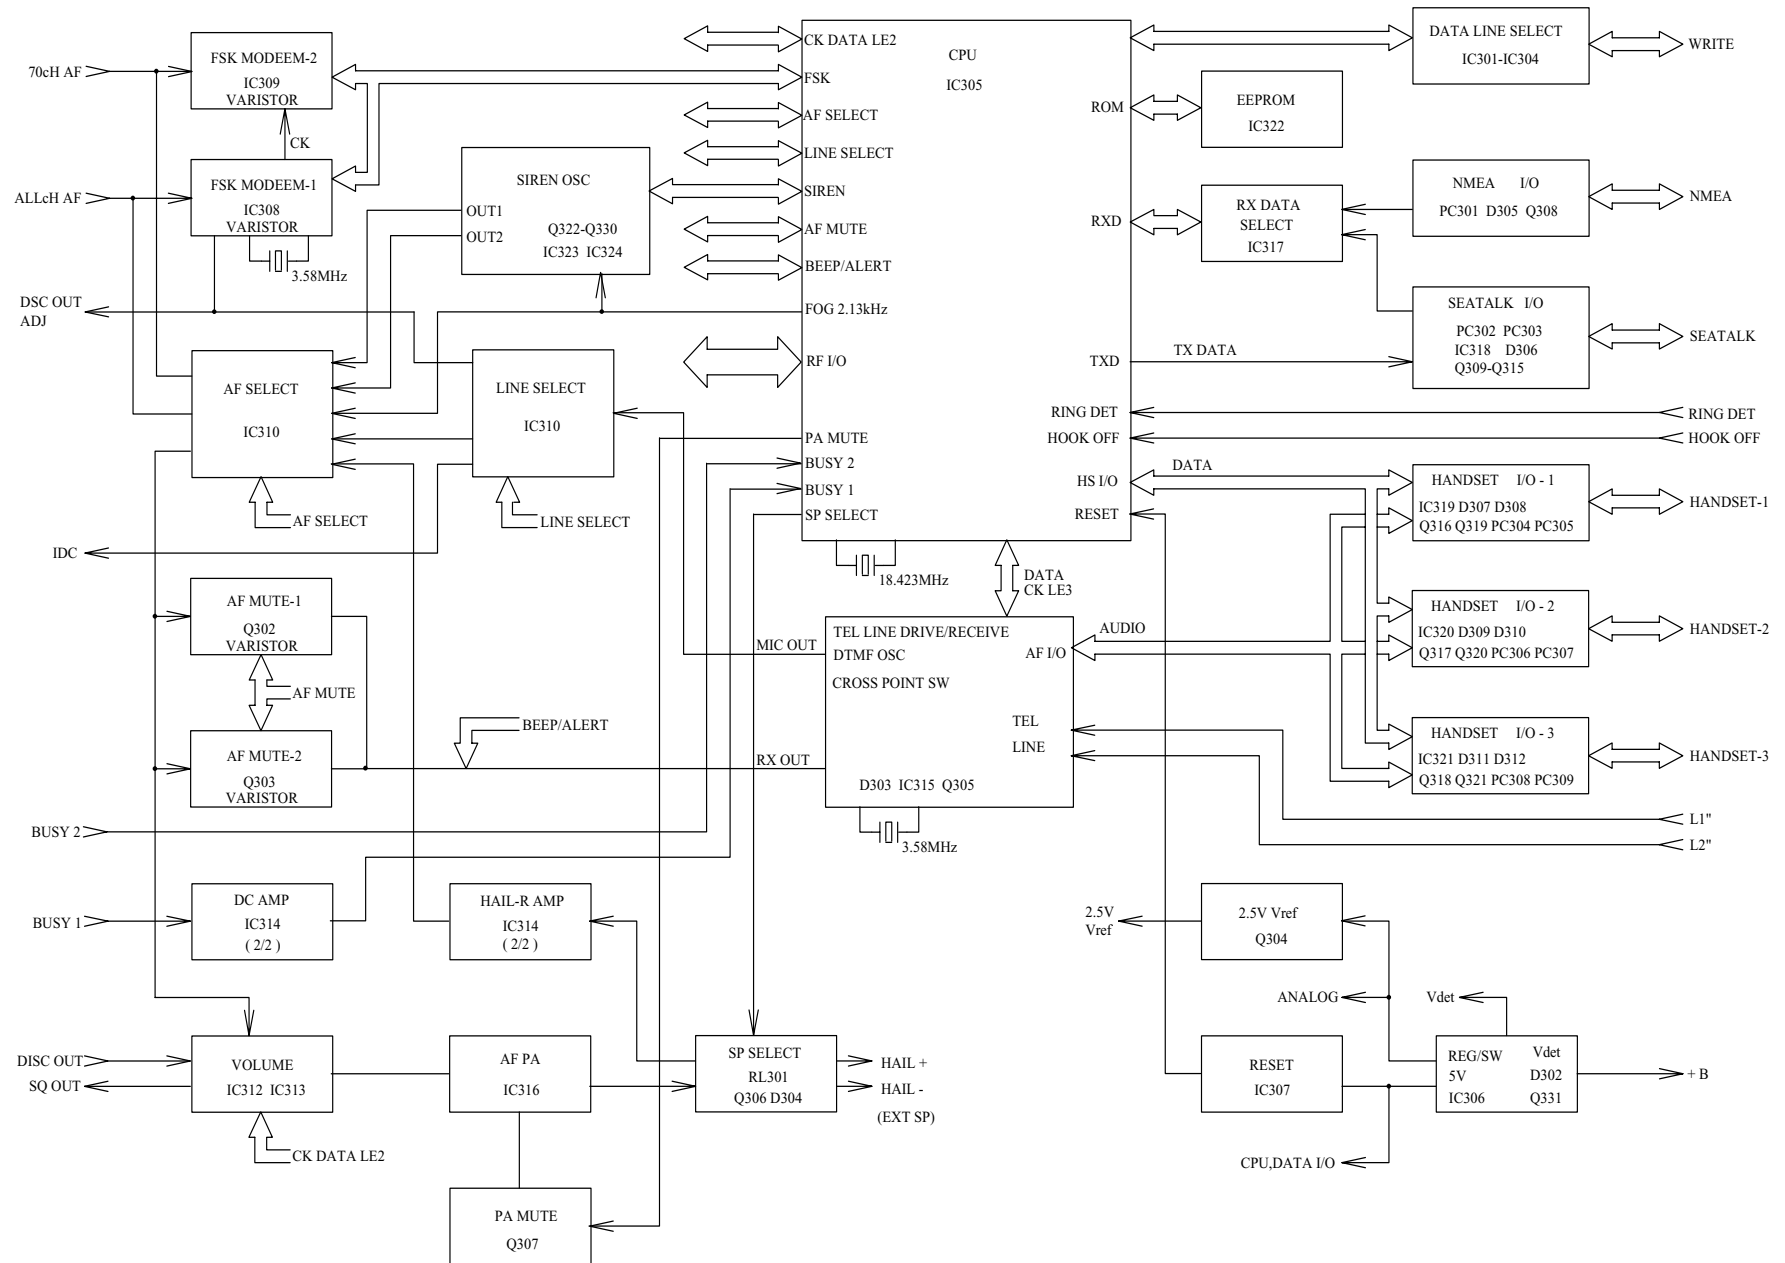 70cH AF
FSK MODEEM-2
IC309
VARISTOR
CK
ALLcH AF
FSK MODEEM-1
IC308
VARISTOR
3.58MHz
DSC OUT
ADJ
SIREN OSC
OUT1
OUT2
Q322-Q330
IC323 IC324
AF SELECT
IC310
AF SELECT
LINE SELECT
IC310
LINE SELECT
IDC
CPU
IC305
CK DATA LE2
FSK
AF SELECT
LINE SELECT
SIREN
AF MUTE
BEEP/ALERT
FOG 2.13kHz
RF I/O
PA MUTE
BUSY 2
BUSY 1
SP SELECT
ROM
RXD
TXD
RING DET
HOOK OFF
HS I/O
RESET
18.423MHz
DATA
CK LE3
DATA LINE SELECT
IC301-IC304
WRITE
EEPROM
IC322
RX DATA
SELECT
IC317
NMEA I/O
PC301 D305 Q308
NMEA
SEATALK I/O
PC302 PC303
IC318 D306
Q309-Q315
SEATALK
TX DATA
RING DET
HOOK OFF
DATA
HANDSET I/O - 1
IC319 D307 D308
Q316 Q319 PC304 PC305
HANDSET-1
HANDSET I/O - 2
IC320 D309 D310
Q317 Q320 PC306 PC307
HANDSET-2
HANDSET I/O - 3
IC321 D311 D312
Q318 Q321 PC308 PC309
HANDSET-3
AUDIO
AF MUTE-1
Q302
VARISTOR
AF MUTE
AF MUTE-2
Q303
VARISTOR
BEEP/ALERT
MIC OUT
RX OUT
TEL LINE DRIVE/RECEIVE
DTMF OSC
AF I/O
CROSS POINT SW
TEL
LINE
D303 IC315 Q305
3.58MHz
L1"
L2"
BUSY 2
BUSY 1
DC AMP
IC314
( 2/2 )
HAIL-R AMP
IC314
( 2/2 )
2.5V
Vref
2.5V Vref
Q304
ANALOG
Vdet
DISC OUT
SQ OUT
VOLUME
IC312 IC313
CK DATA LE2
AF PA
IC316
PA MUTE
Q307
SP SELECT
RL301
Q306 D304
HAIL +
HAIL -
(EXT SP)
RESET
IC307
REG/SW Vdet
5V D302
IC306 Q331
+ B
CPU,DATA I/O